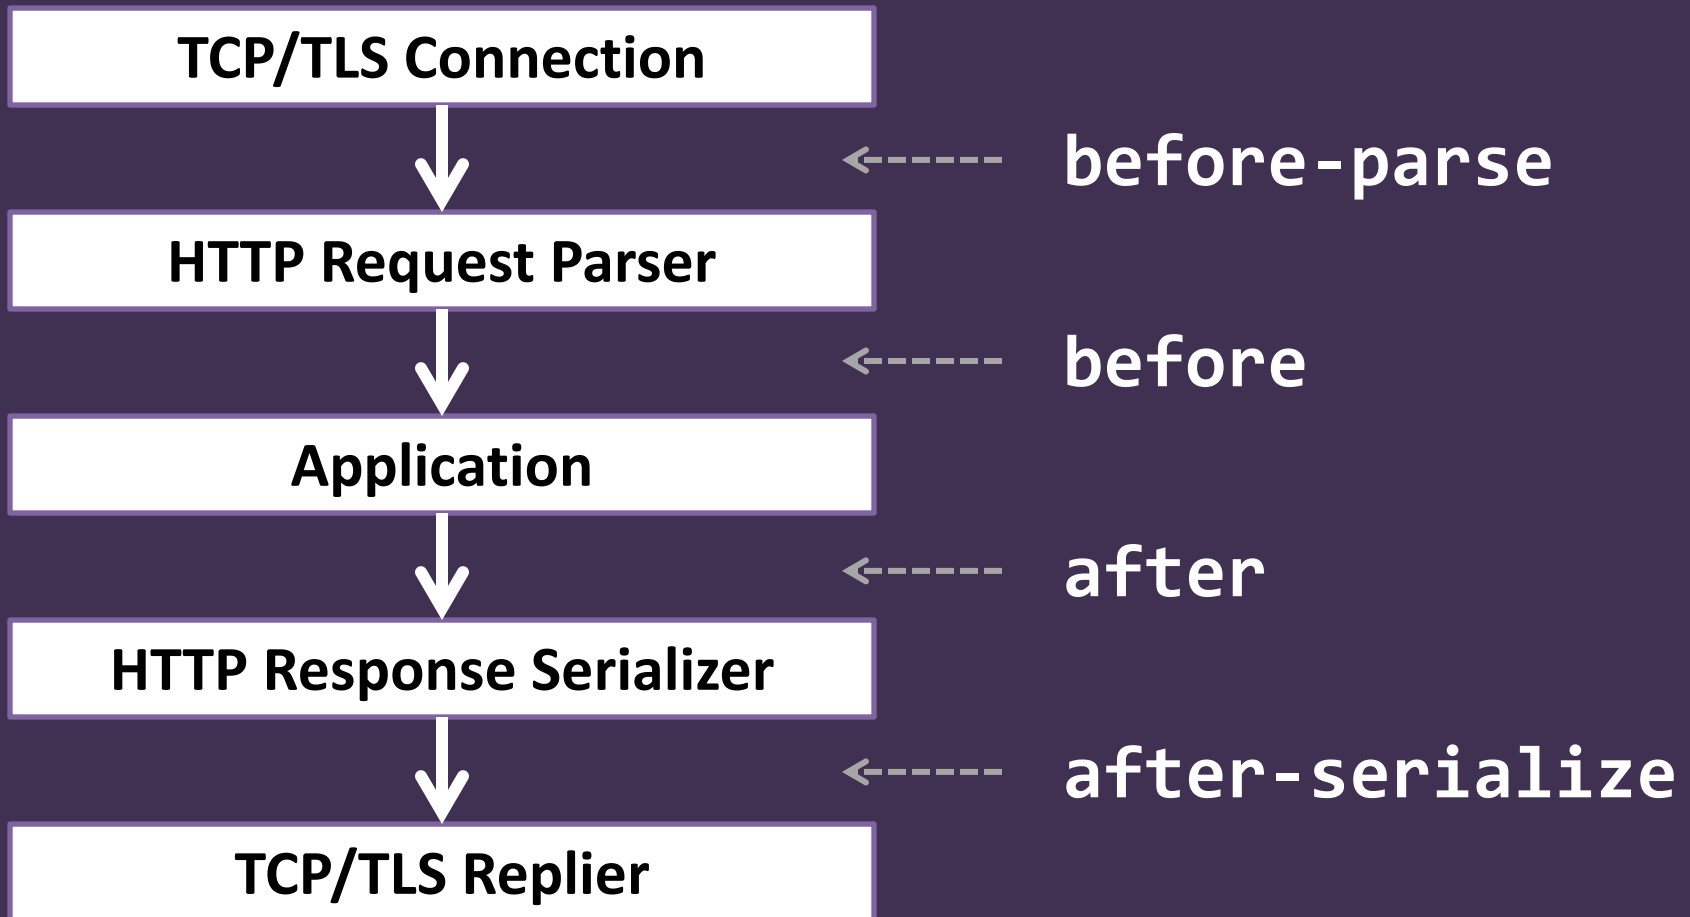 TCP/TLS Connection
before-parse
HTTP Request Parser
before
Application
after
HTTP Response Serializer
after-serialize
TCP/TLS Replier